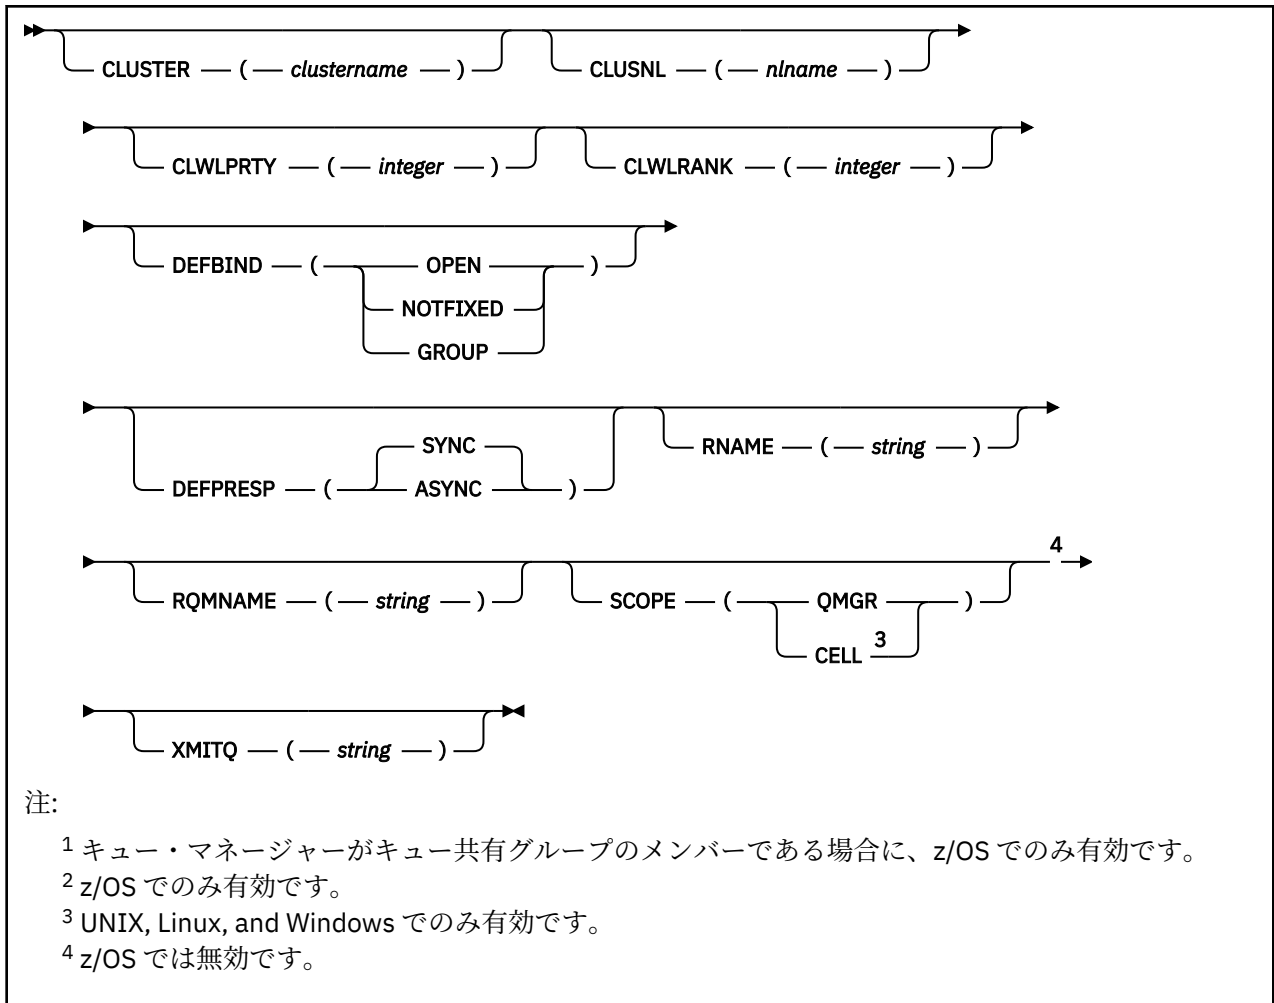 CLUSTER ( clustername ) CLUSNL ( nlname )
CLWLPRTY ( integer ) CLWLRANK ( integer )
DEFBIND ( OPEN )
NOTFIXED
GROUP
SYNC
RNAME ( string )
DEFPRESP ( ASYNC )
4
RQMNAME ( string ) SCOPE ( QMGR )
CELL 3
XMITQ ( string )
注:
1 キュー・マネージャーがキュー共有グループのメンバーである場合に、z/OS でのみ有効です。
2 z/OS でのみ有効です。
3 UNIX, Linux, and Windows でのみ有効です。
4 z/OS では無効です。